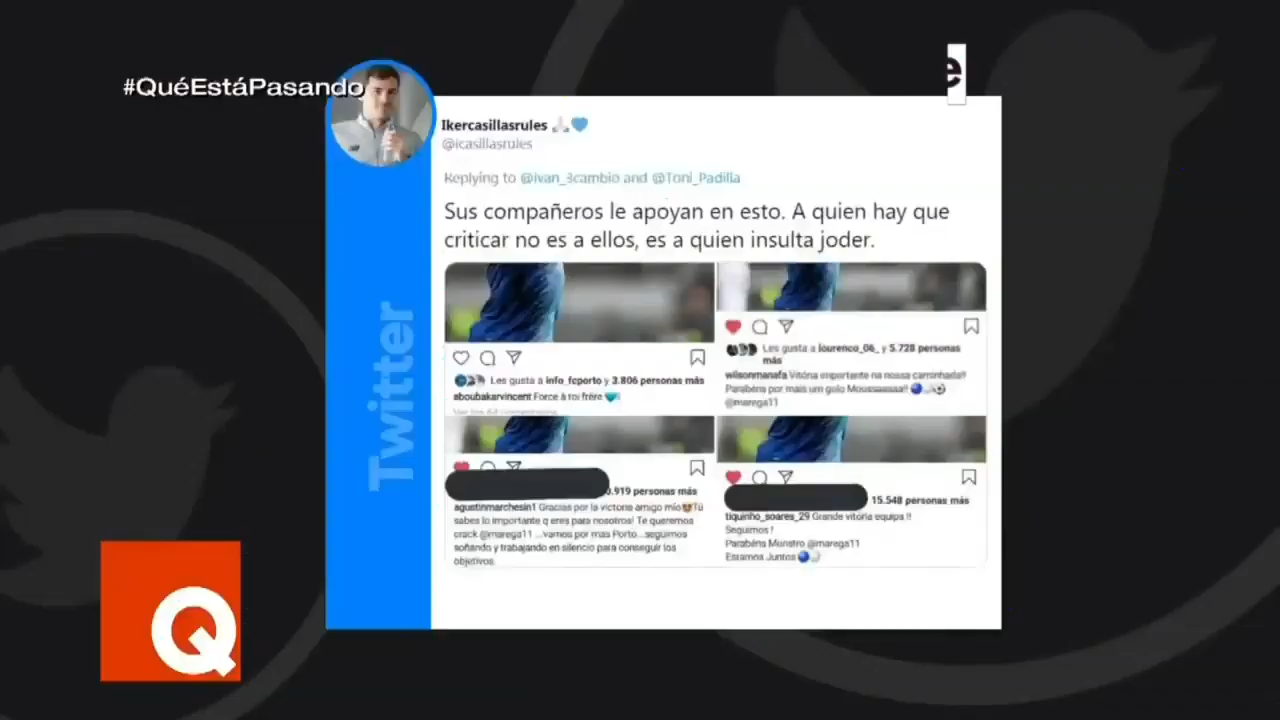 #QuéEstáPasando
e
Ikercasillasrules
@icasillasrules
Replying to @ivan_3cambio and @Toni_Padilla
Sus compañeros le apoyan en esto. A quien hay que
criticar no es a ellos, es a quien insulta joder.
Les gusta a info_fcporto y 3.806 personas más
aboubakarvincent Force à toi frère
Les gusta a lourenco_06_ y 5.728 personas
más
wilsonmanafa Vitória importante na nossa caminhada!!
Parabéns por mais um golo Moussaaaaa!!
@marega11
0.919 personas más
agustinmarchesin1 Gracias por la victoria amigo mío Tú
sabes lo importante q eres para nosotros! Te queremos
crack @marega11 ...vamos por mas Porto...seguimos
soñando y trabajando en silencio para conseguir los
objetivos
15.548 personas más
tiquinho_soares_29 Grande vitória equipa !!
Seguimos !
Parabéns Monstro @marega11
Estamos Juntos
Twitter
Q